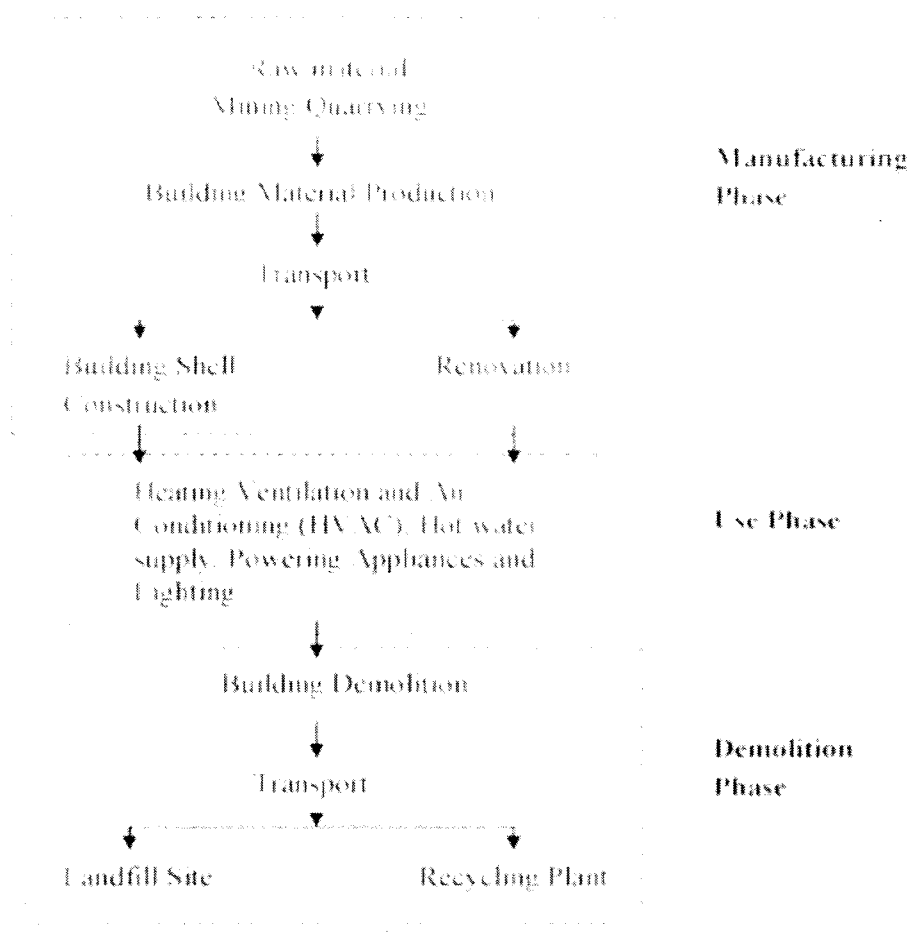 Raw material
Mining Quarrying
Manufacturing
Phase
Building Material Production
Transport
Building Shell
Construction
Renovation
Heating Ventilation and Air
Conditioning (HVAC), Hot water
supply, Powering Appliances and
Lighting
Use Phase
Building Demolition
Demolition
Phase
Transport
Landfill Site
Recycling Plant